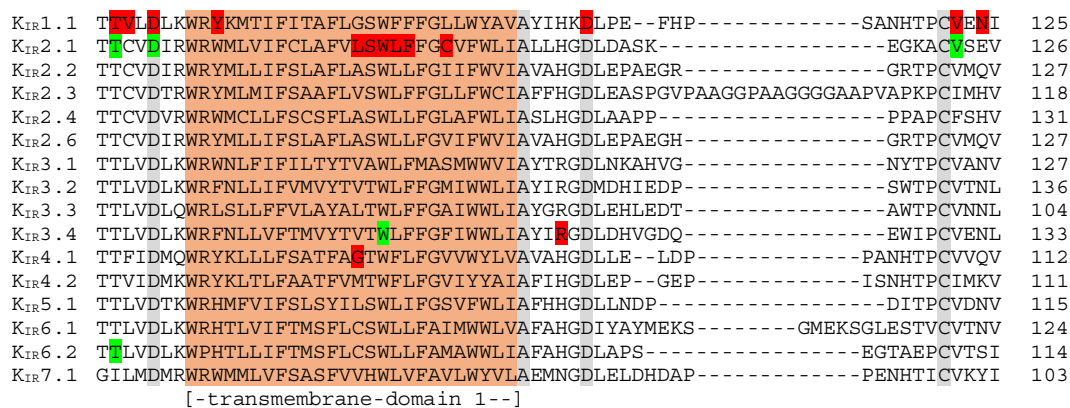 KIR1.1 TTVLDLKWRYKMTIFITAFLGSWFFFGLLWYAVAYIHKDLPE--FHP-------------SANHTPCVENI 125
KIR2.1 TTCVDIRWRWMLVIFCLAFVLSWLFFGCVFWLIALLHGDLDASK------------------EGKACVSEV 126
KIR2.2 TTCVDIRWRYMLLIFSLAFLASWLLFGIIFWVIAVAHGDLEPAEGR----------------GRTPCVMQV 127
KIR2.3 TTCVDTRWRYMLMIFSAAFLVSWLFFGLLFWCIAFFHGDLEASPGVPAAGGPAAGGGGAAPVAPKPCIMHV 118
KIR2.4 TTCVDVRWRWMCLLFSCSFLASWLLFGLAFWLIASLHGDLAAPP------------------PPAPCFSHV 131
KIR2.6 TTCVDIRWRYMLLIFSLAFLASWLLFGVIFWVIAVAHGDLEPAEGH----------------GRTPCVMQV 127
KIR3.1 TTLVDLKWRWNLFIFILTYTVAWLFMASMWWVIAYTRGDLNKAHVG----------------NYTPCVANV 127
KIR3.2 TTLVDLKWRFNLLIFVMVYTVTWLFFGMIWWLIAYIRGDMDHIEDP----------------SWTPCVTNL 136
KIR3.3 TTLVDLQWRLSLLFFVLAYALTWLFFGAIWWLIAYGRGDLEHLEDT----------------AWTPCVNNL 104
KIR3.4 TTLVDLKWRFNLLVFTMVYTVTWLFFGFIWWLIAYIRGDLDHVGDQ----------------EWIPCVENL 133
KIR4.1 TTFIDMQWRYKLLLFSATFAGTWFLFGVVWYLVAVAHGDLLE--LDP-------------PANHTPCVVQV 112
KIR4.2 TTVIDMKWRYKLTLFAATFVMTWFLFGVIYYAIAFIHGDLEP-GEP--------------ISNHTPCIMKV 111
KIR5.1 TTLVDTKWRHMFVIFSLSYILSWLIFGSVFWLIAFHHGDLLNDP------------------DITPCVDNV 115
KIR6.1 TTLVDLKWRHTLVIFTMSFLCSWLLFAIMWWLVAFAHGDIYAYMEKS--------GMEKSGLESTVCVTNV 124
KIR6.2 TTLVDLKWPHTLLIFTMSFLCSWLLFAMAWWLIAFAHGDLAPS-----------------EGTAEPCVTSI 114
KIR7.1 GILMDMRWRWMMLVFSASFVVHWLVFAVLWYVLAEMNGDLELDHDAP-------------PENHTICVKYI 103
[-transmembrane-domain 1--]